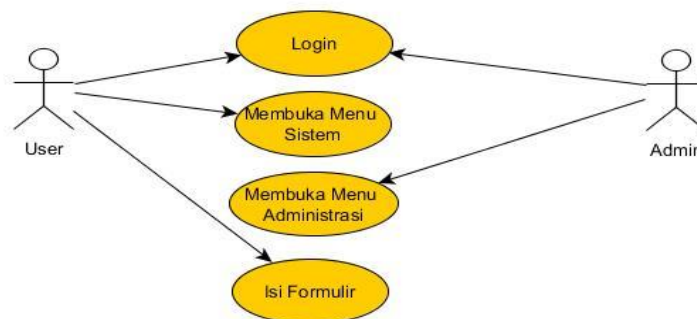 Login
Membuka Menu
Sistem
User
Admin
Membuka Menu
Administrasi
Isi Formulir